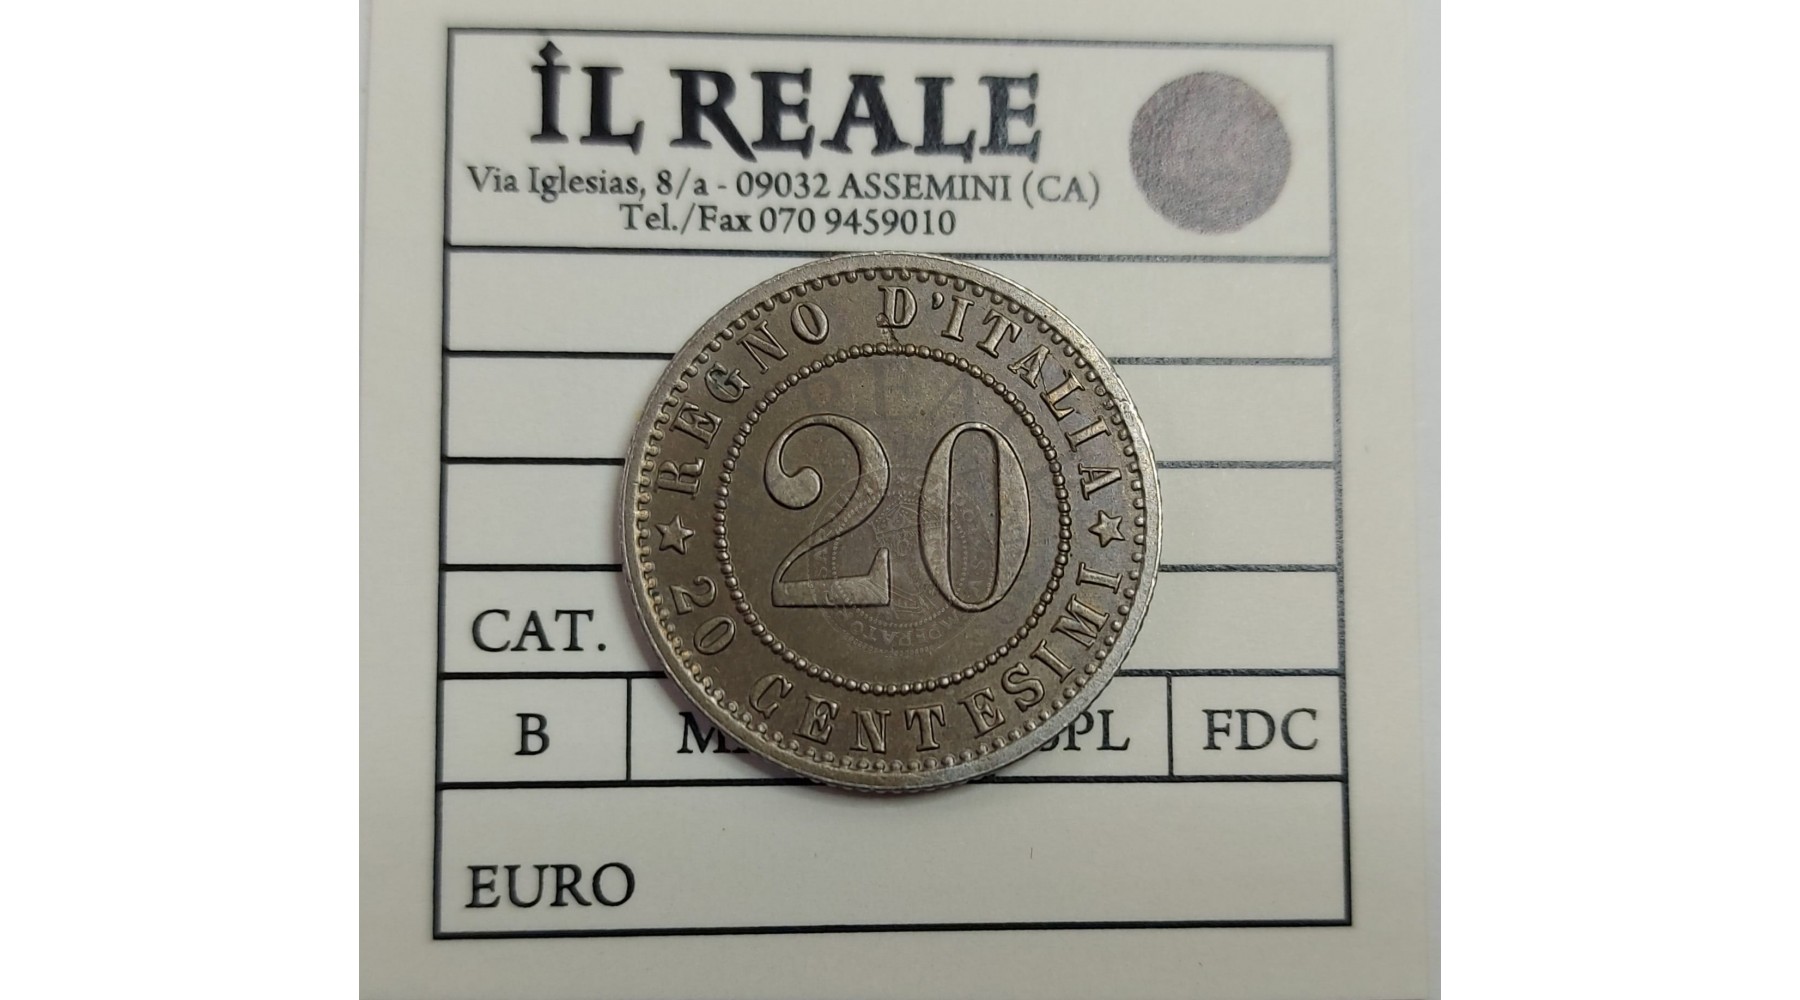 IL REALE
Via Iglesias, 8/a - 09032 ASSEMINI (CA)
Tel./Fax 070 9459010
★ REGNO D'ITALIA ★
20
20 CENTESIMI
CAT.
B
FDC
EURO